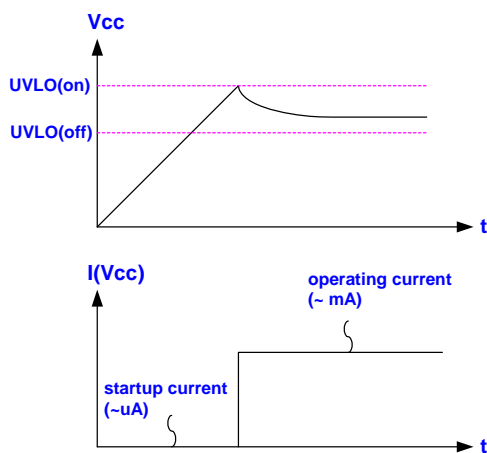 Vcc
UVLO(on)
UVLO(off)
t
I(Vcc)
operating current
(~ mA)
startup current
(~uA)
t